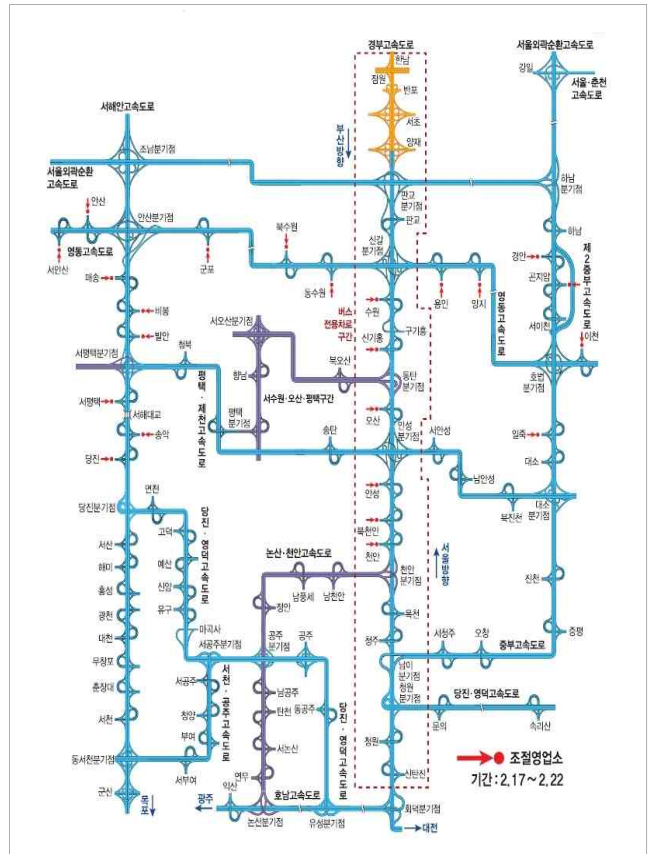 경부고속도로
한남
잠원
반포
서초
양재
부산방향
서울외곽순환고속도로
강일
서울·춘천
고속도로
서해안고속도로
조남분기점
서울외곽순환
고속도로
판교
분기점
판교
하남
분기점
하남
안산
안산분기점
영동고속도로
서안산
군포
북수원
동수원
신갈
분기점
용인
양지
영동고속도로
경안
곤지암
서이천
제2중부고속도로
이천
호법
분기점
매송
비봉
발안
서평택분기점
청북
평택·제천고속도로
서오산분기점
향남
평택
분기점
북오산
서수원·오산·평택구간
버스
전용차로
구간
수원
신기흥
구기흥
동탄
분기점
오산
서평택
서해대교
송악
당진
송탄
안성
분기점
서안성
남안성
일죽
대소
대소
분기점
북진천
안성
북천안
천안
당진분기점
면천
고덕
예산
신양
유구
마곡사
서공주분기점
당진·영덕고속도로
서산
해미
홍성
광천
대천
무창포
춘장대
서천
동서천분기점
군산
목포
서공주
청양
부여
서부여
서천·공주고속도로
논산·천안고속도로
남풍세
남천안
정안
천안
분기점
서울방향
목천
청주
진천
증평
서청주
오창
중부고속도로
남이
분기점
청원
분기점
당진·영덕고속도로
문의
속리산
공주
분기점
공주
남공주
탄천
동공주
서논산
연무
당진·영덕고속도로
청원
신탄진
익산
광주
호남고속도로
논산분기점
유성분기점
회덕분기점
대전
조절영업소
기간 : 2.17~2.22